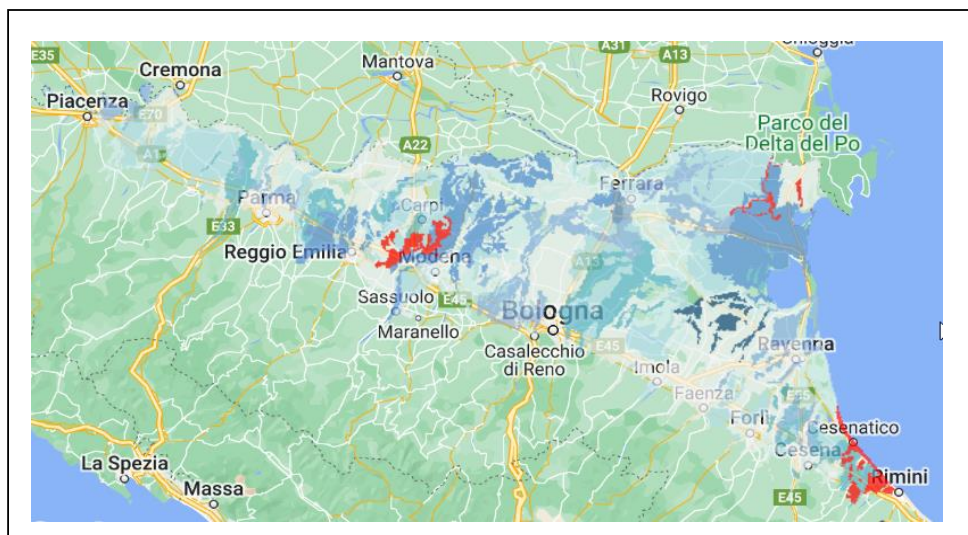 E35
Cremona
Mantova
A31
A13
Chioggia
Piacenza
E70
Rovigo
Parco del
Delta del Po
A1
A22
Ferrara
Parma
Carpi
E33
Reggio Emilia
Modena
A13
Sassuolo
E45
Bologna
Maranello
Casalecchio
di Reno
E45
Ravenna
Imola
Faenza
Forlì
E45
Cesenatico
Cesena
La Spezia
Rimini
Massa
E45